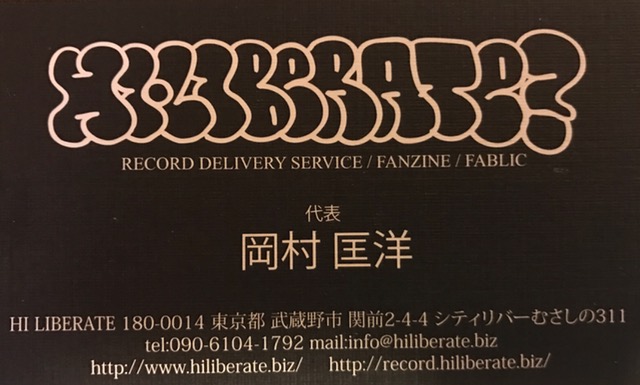 HI-LIBERATE?
RECORD DELIVERY SERVICE / FANZINE / FABLIC
代表
岡村 匡洋
HI LIBERATE 180-0014 東京都 武蔵野市 関前2-4-4 シティリバーむさしの311
tel:090-6104-1792 mail:info@hiliberate.biz
http://www.hiliberate.biz/ http://record.hiliberate.biz/